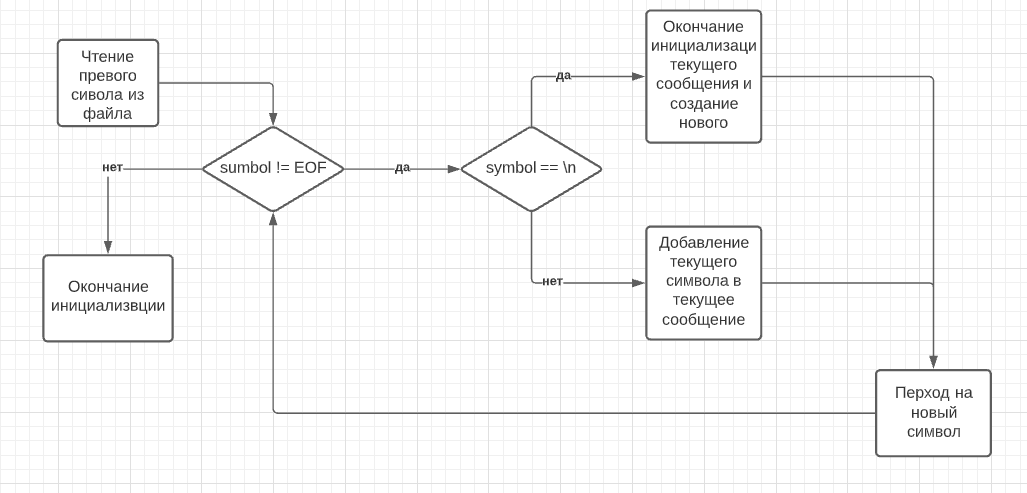 Чтение
превого
сивола из
файла
sumbol != EOF
нет
да
Окончание
инициализвции
symbol == \n
да
нет
Окончание
инициализаци
текущего
сообщения и
создание
нового
Добавление
текущего
символа в
текущее
сообщение
Перход на
новый
символ